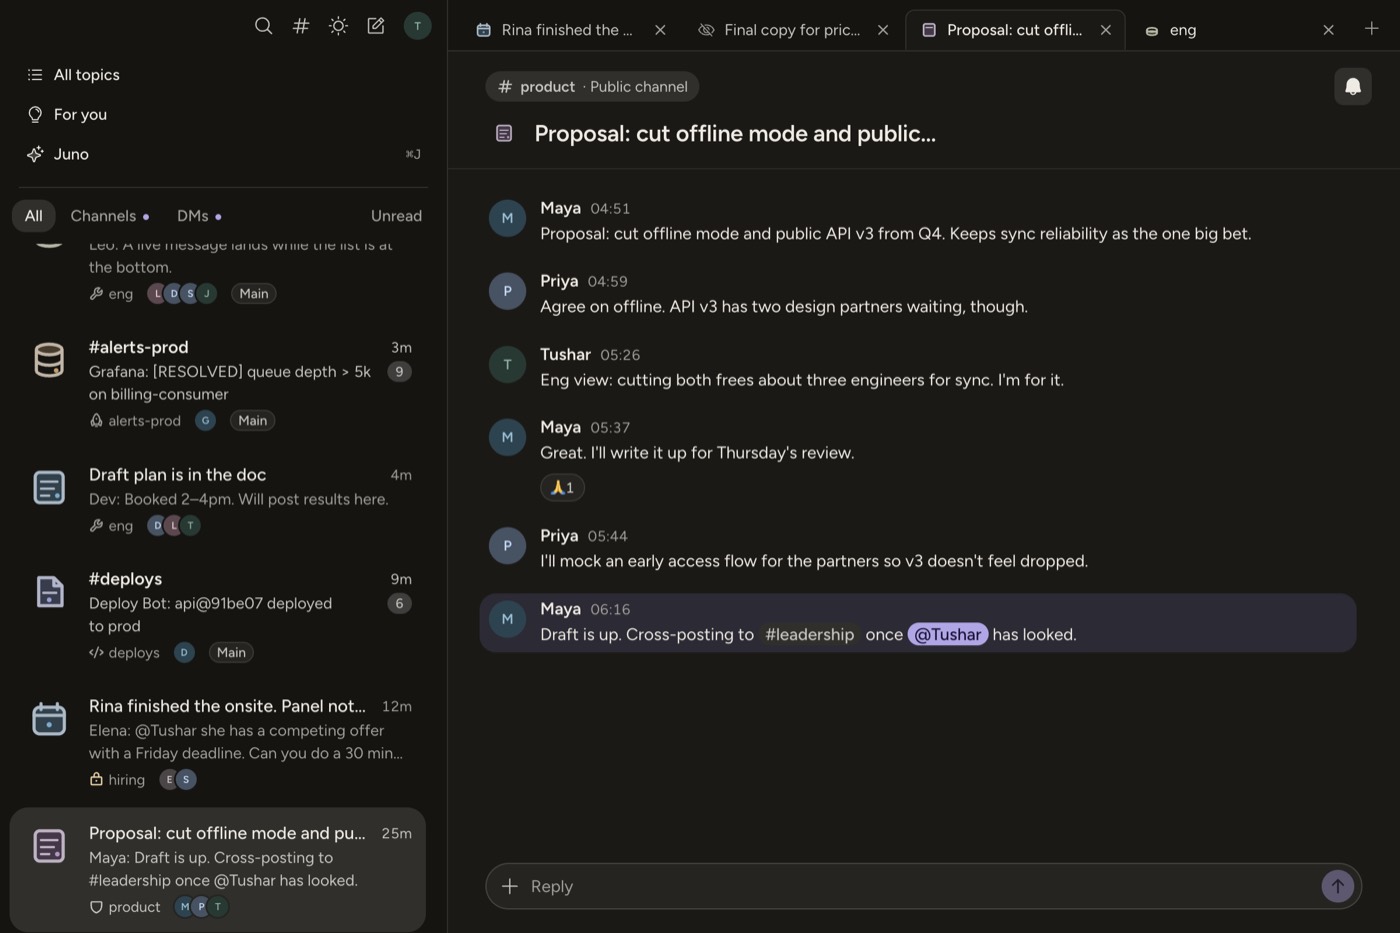 T
All topics
For you
Juno
⌘J
All
Channels
DMs
Unread
Leo: A live message lands while the list is at
the bottom.
eng
L D S J
Main
#alerts-prod
3m
Grafana: [RESOLVED] queue depth > 5k
9
on billing-consumer
alerts-prod
G
Main
Draft plan is in the doc
4m
Dev: Booked 2–4pm. Will post results here.
eng
D L T
#deploys
9m
Deploy Bot: api@91be07 deployed
6
to prod
deploys
D
Main
Rina finished the onsite. Panel not...
12m
Elena: @Tushar she has a competing offer
with a Friday deadline. Can you do a 30 min...
hiring
E S
Proposal: cut offline mode and pu...
25m
Maya: Draft is up. Cross-posting to
#leadership once @Tushar has looked.
product
M P T
Rina finished the ...
Final copy for pric...
Proposal: cut offli...
eng
# product · Public channel
Proposal: cut offline mode and public...
M
Maya 04:51
Proposal: cut offline mode and public API v3 from Q4. Keeps sync reliability as the one big bet.
P
Priya 04:59
Agree on offline. API v3 has two design partners waiting, though.
T
Tushar 05:26
Eng view: cutting both frees about three engineers for sync. I'm for it.
M
Maya 05:37
Great. I'll write it up for Thursday's review.
🙏 1
P
Priya 05:44
I'll mock an early access flow for the partners so v3 doesn't feel dropped.
M
Maya 06:16
Draft is up. Cross-posting to #leadership once @Tushar has looked.
Reply